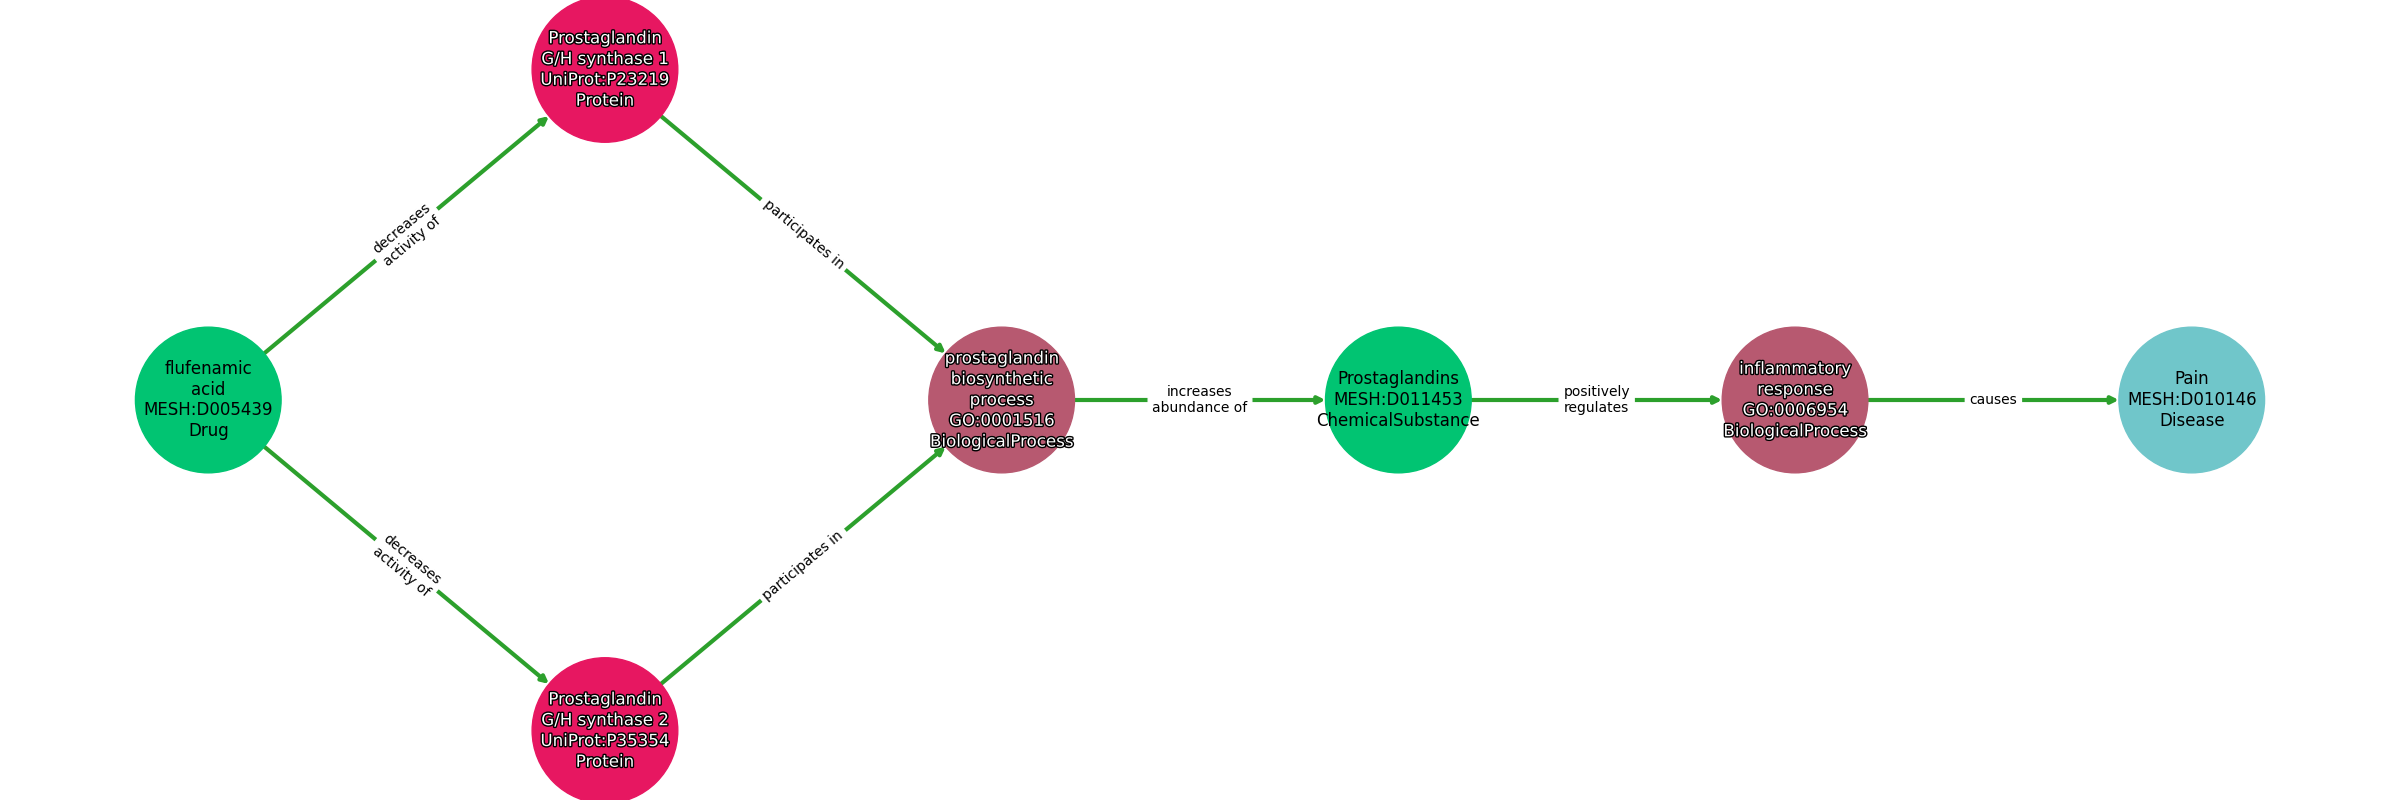 Prostaglandin
G/H synthase 1
UniProt:P23219
Protein
decreases
activity of
participates in
flufenamic
acid
MESH:D005439
Drug
prostaglandin
biosynthetic
process
GO:0001516
BiologicalProcess
increases
abundance of
Prostaglandins
MESH:D011453
ChemicalSubstance
positively
regulates
inflammatory
response
GO:0006954
BiologicalProcess
causes
Pain
MESH:D010146
Disease
decreases
activity of
participates in
Prostaglandin
G/H synthase 2
UniProt:P35354
Protein